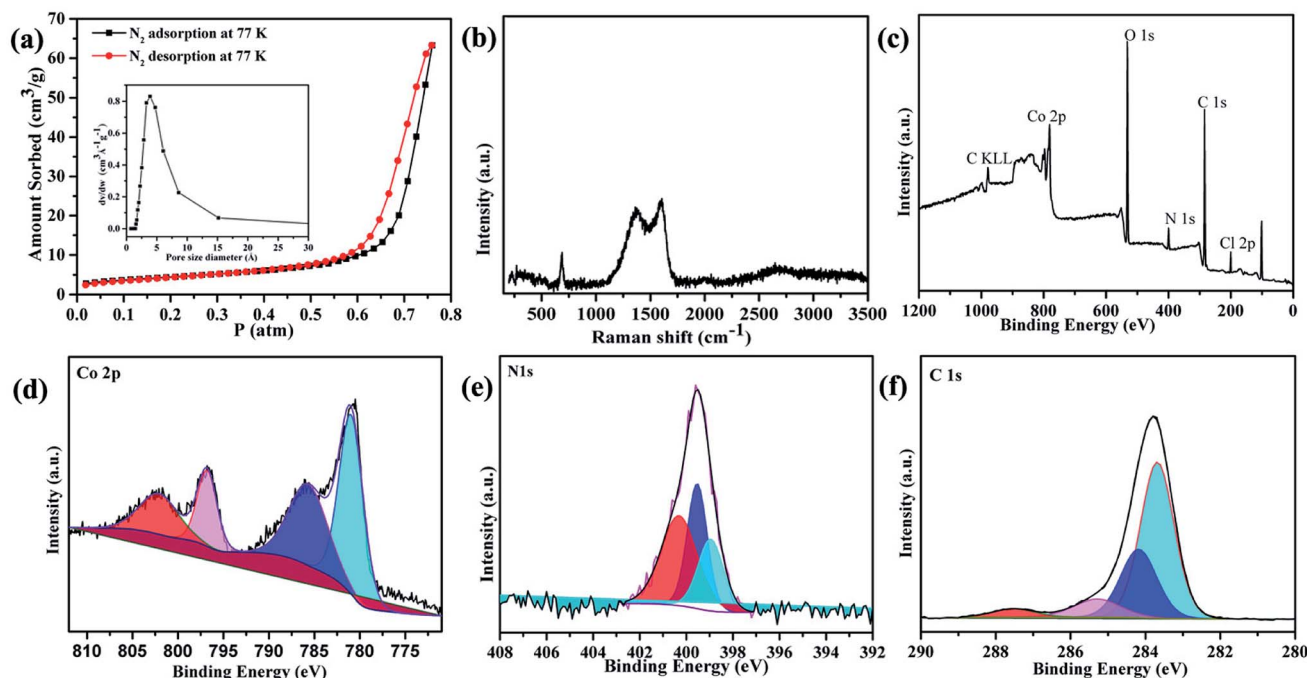 (a)
N₂ adsorption at 77 K
N₂ desorption at 77 K
Amount Sorbed (cm³/g)
70
60
50
40
30
20
10
0
0.0 0.1 0.2 0.3 0.4 0.5 0.6 0.7 0.8
P (atm)
dv/dw (cm³Å⁻¹g⁻¹)
0.8
0.6
0.4
0.2
0.0
0 5 10 15 20 25 30
Pore size diameter (Å)
(b)
Intensity (a.u.)
500 1000 1500 2000 2500 3000 3500
Raman shift (cm⁻¹)
(c)
Intensity (a.u.)
O 1s
C 1s
Co 2p
C KLL
N 1s
Cl 2p
1200 1000 800 600 400 200 0
Binding Energy (eV)
(d)
Co 2p
Intensity (a.u.)
810 805 800 795 790 785 780 775
Binding Energy (eV)
(e)
N1s
Intensity (a.u.)
408 406 404 402 400 398 396 394 392
Binding Energy (eV)
(f)
C 1s
Intensity (a.u.)
290 288 286 284 282 280
Binding Energy (eV)